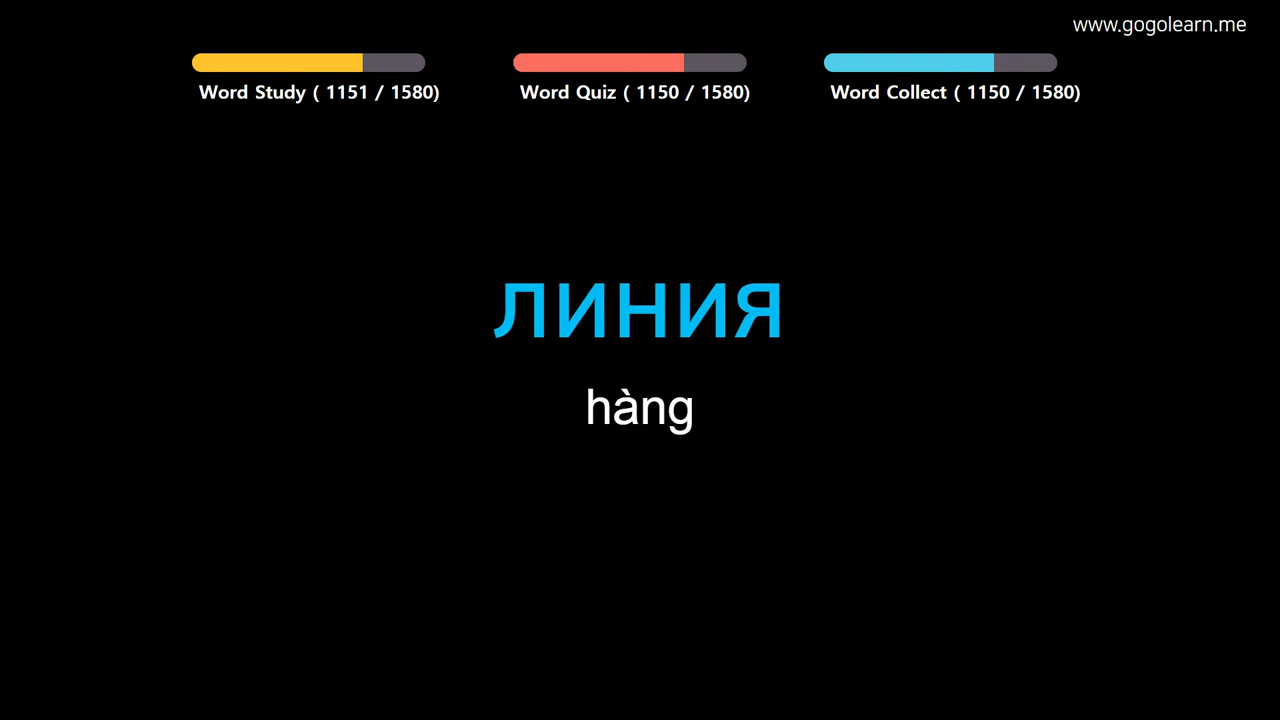 www.gogolearn.me
Word Study ( 1151 / 1580)
Word Quiz ( 1150 / 1580)
Word Collect ( 1150 / 1580)
линия
hàng